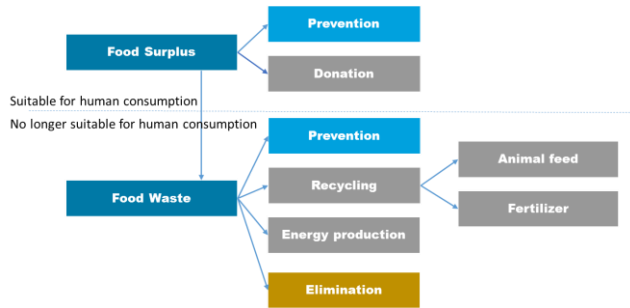 Prevention
Food Surplus
Donation
Suitable for human consumption
No longer suitable for human consumption
Prevention
Animal feed
Recycling
Food Waste
Fertilizer
Energy production
Elimination